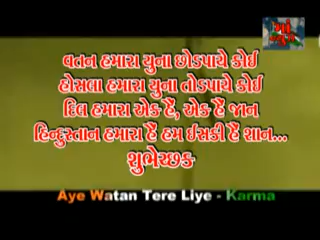 વતન હમારા યુના છોડપાયે ક્રોઈ
હોસલા હમારા યુના તોડપાયે ક્રોઈ
દિલ હમારા એક હૈં, એક હૈં જાન
હિન્દુસ્તાન હમારા હૈં હમ ઈસકી હૈં શાન...
શુભેચ્છક
Aye Watan Tere Liye - Karma